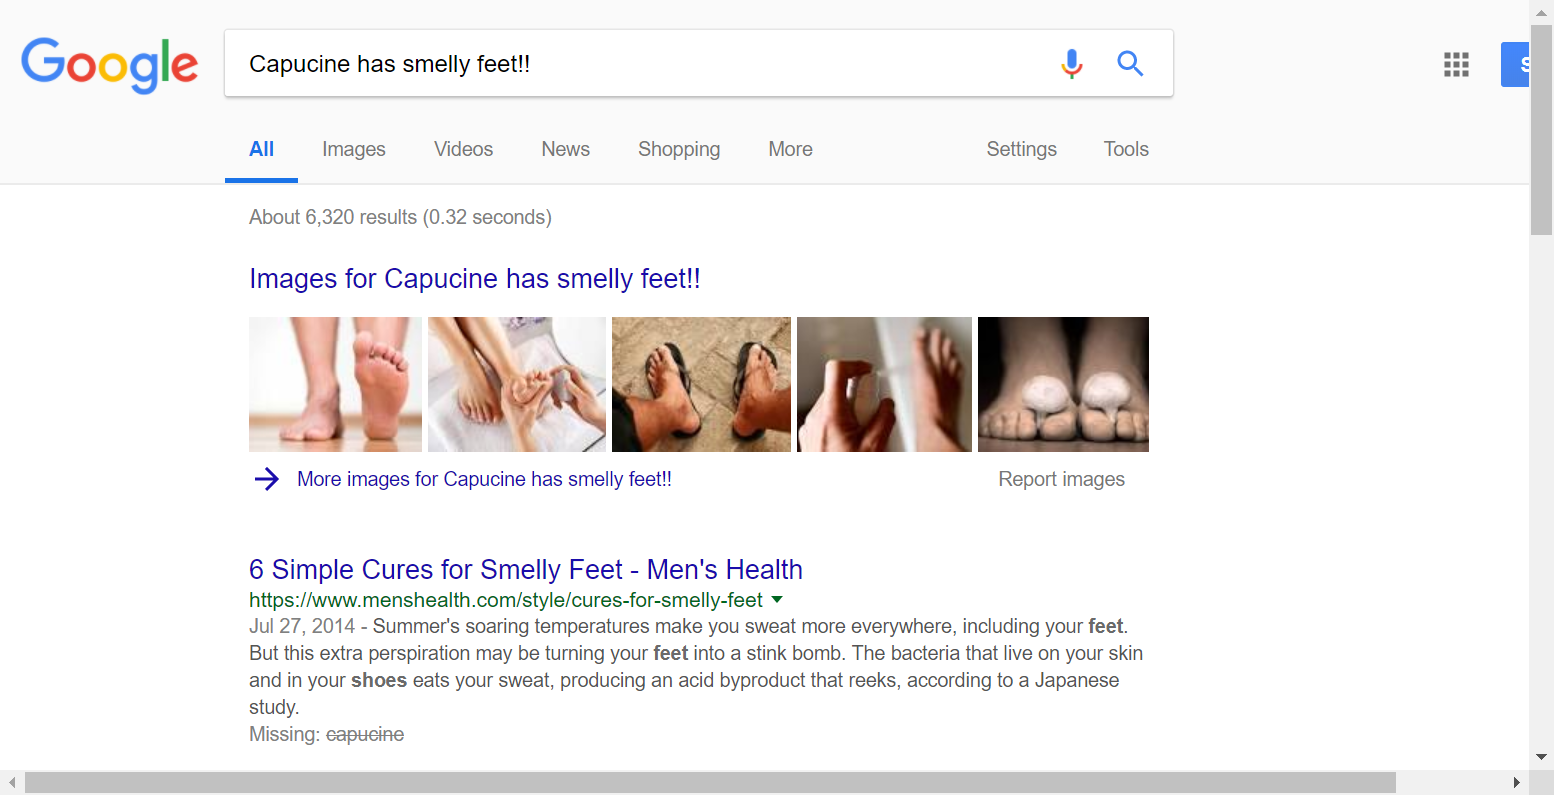 Google
Capucine has smelly feet!!
S
All Images Videos News Shopping More Settings Tools
About 6,320 results (0.32 seconds)
Images for Capucine has smelly feet!!
More images for Capucine has smelly feet!!
Report images
6 Simple Cures for Smelly Feet - Men's Health
https://www.menshealth.com/style/cures-for-smelly-feet
Jul 27, 2014 - Summer's soaring temperatures make you sweat more everywhere, including your feet.
But this extra perspiration may be turning your feet into a stink bomb. The bacteria that live on your skin
and in your shoes eats your sweat, producing an acid byproduct that reeks, according to a Japanese
study.
Missing: capucine